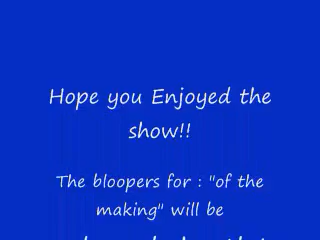 Hope you Enjoyed the
show!!
The bloopers for : "of the
making" will be